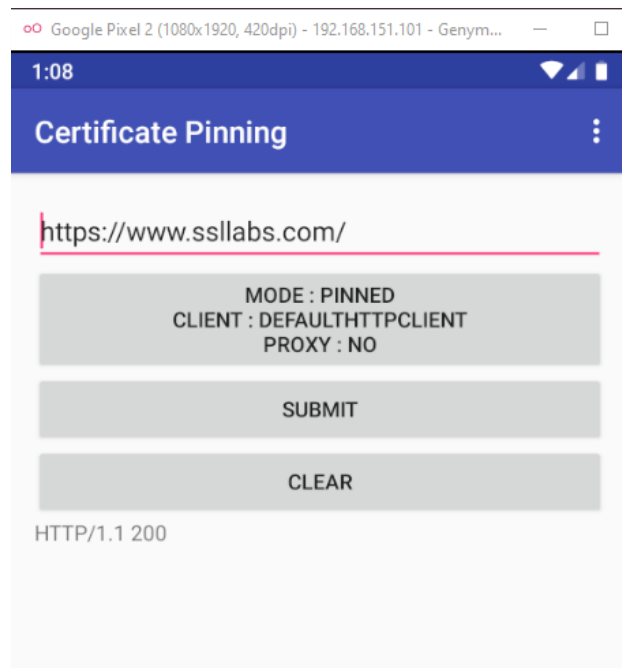 Google Pixel 2 (1080x1920, 420dpi) - 192.168.151.101 - Genym...
1:08
Certificate Pinning
https://www.ssllabs.com/
MODE : PINNED
CLIENT : DEFAULTHTTPCLIENT
PROXY : NO
SUBMIT
CLEAR
HTTP/1.1 200